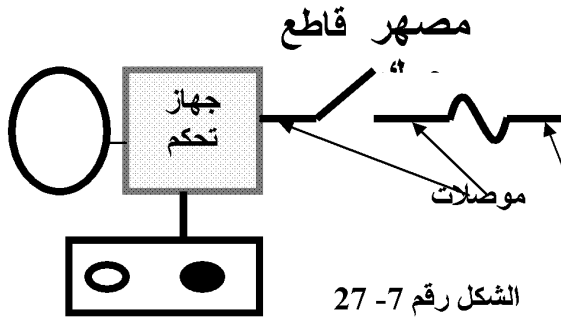 مصهر قاطع
جهاز
تحكم
موصلات
الشكل رقم 7- 27